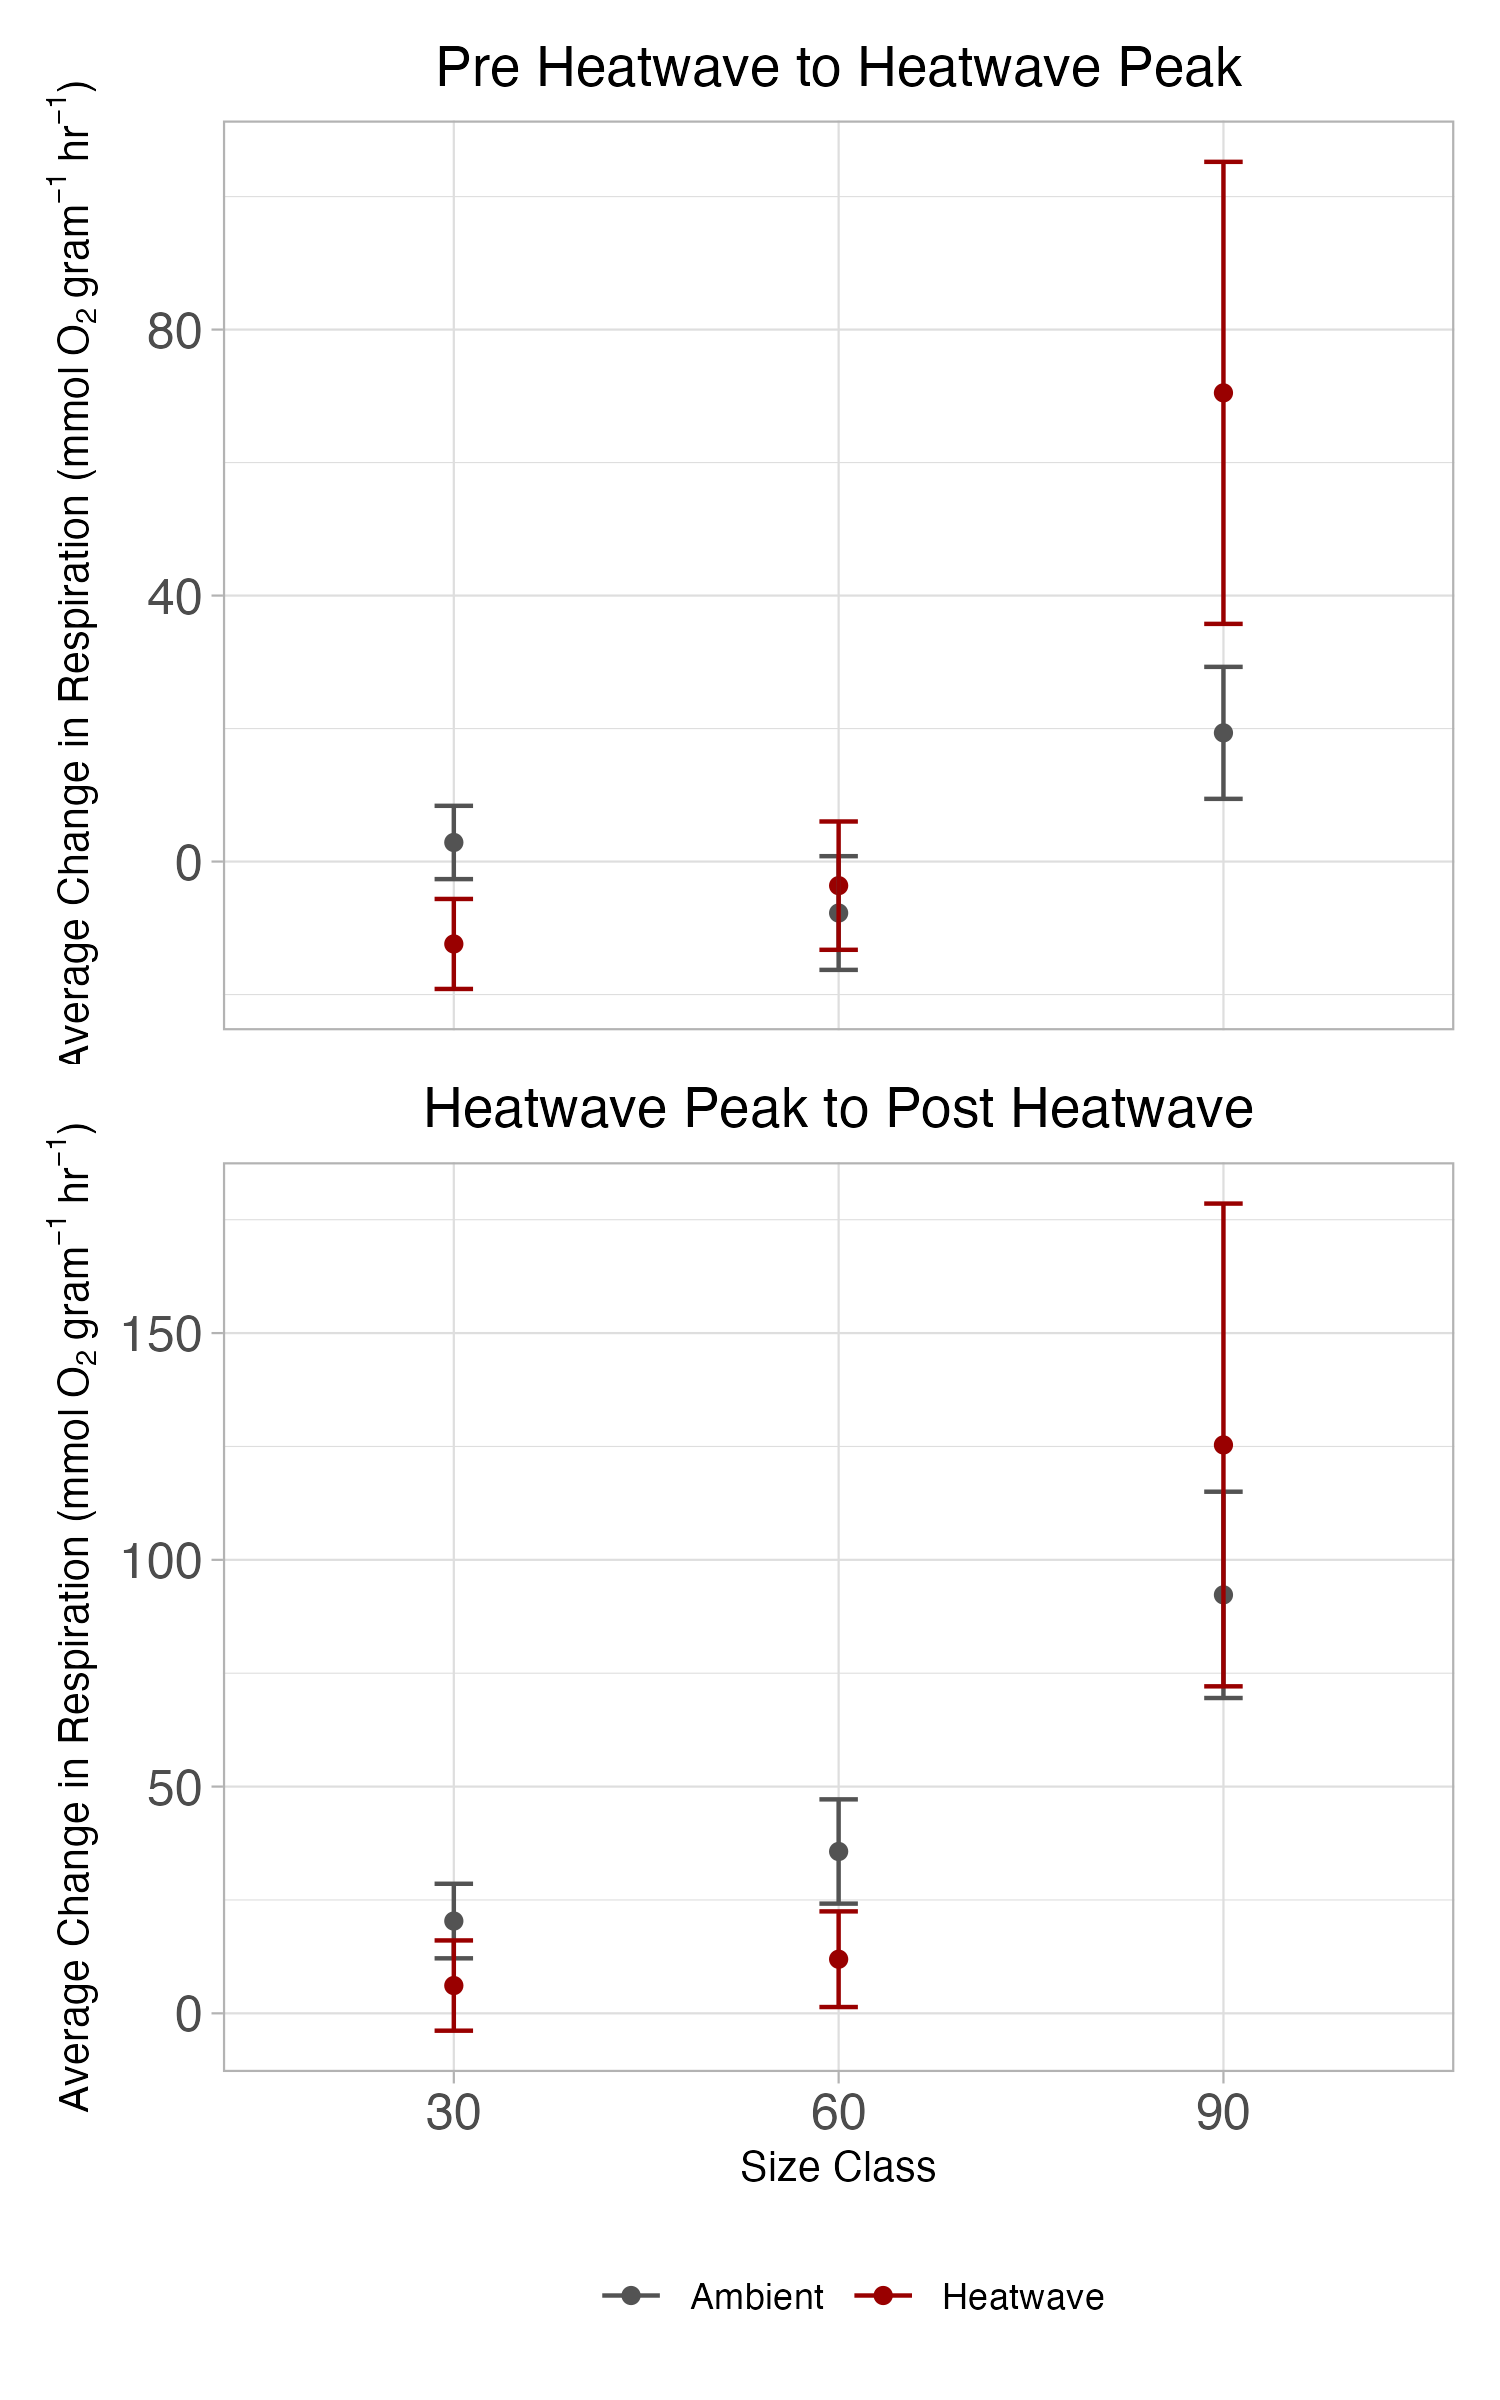 Pre Heatwave to Heatwave Peak
Average Change in Respiration (mmol O₂ gram⁻¹ hr⁻¹)
80
40
0
Heatwave Peak to Post Heatwave
Average Change in Respiration (mmol O₂ gram⁻¹ hr⁻¹)
150
100
50
0
30 60 90
Size Class
Ambient Heatwave